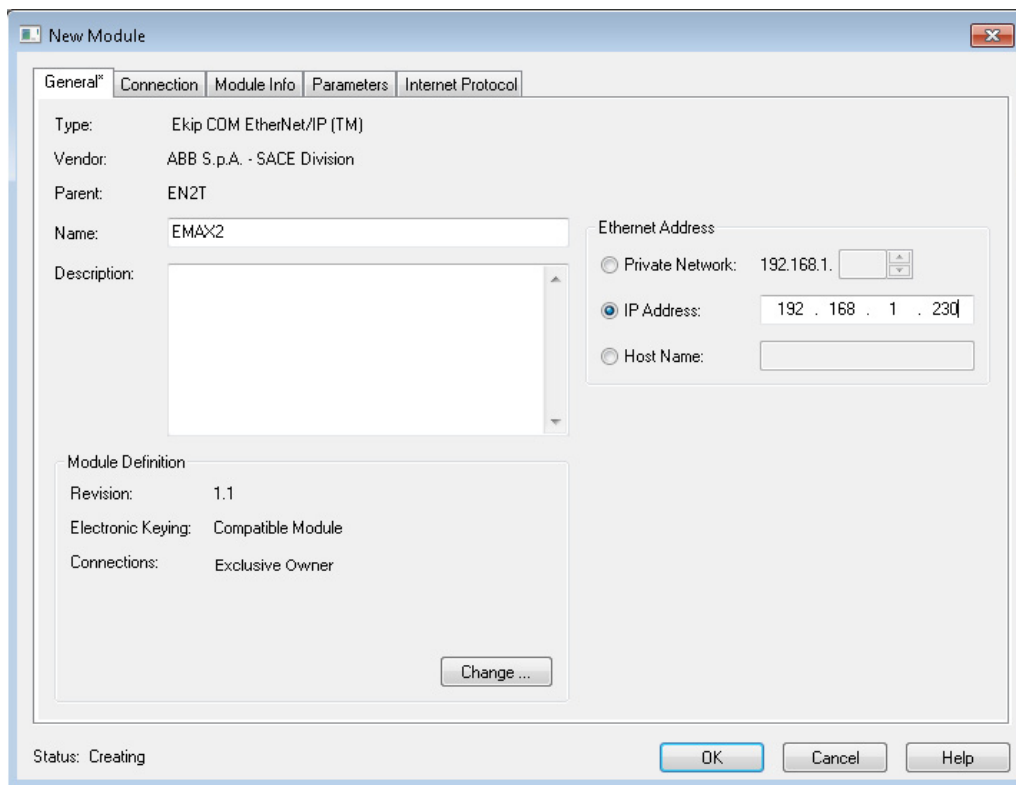 New Module
General* Connection Module Info Parameters Internet Protocol
Type: Ekip COM EtherNet/IP (TM)
Vendor: ABB S.p.A. - SACE Division
Parent: EN2T
Name: EMAX2
Description:
Ethernet Address
Private Network: 192.168.1.
IP Address: 192 . 168 . 1 . 230
Host Name:
Module Definition
Revision: 1.1
Electronic Keying: Compatible Module
Connections: Exclusive Owner
Change ...
Status: Creating
OK Cancel Help